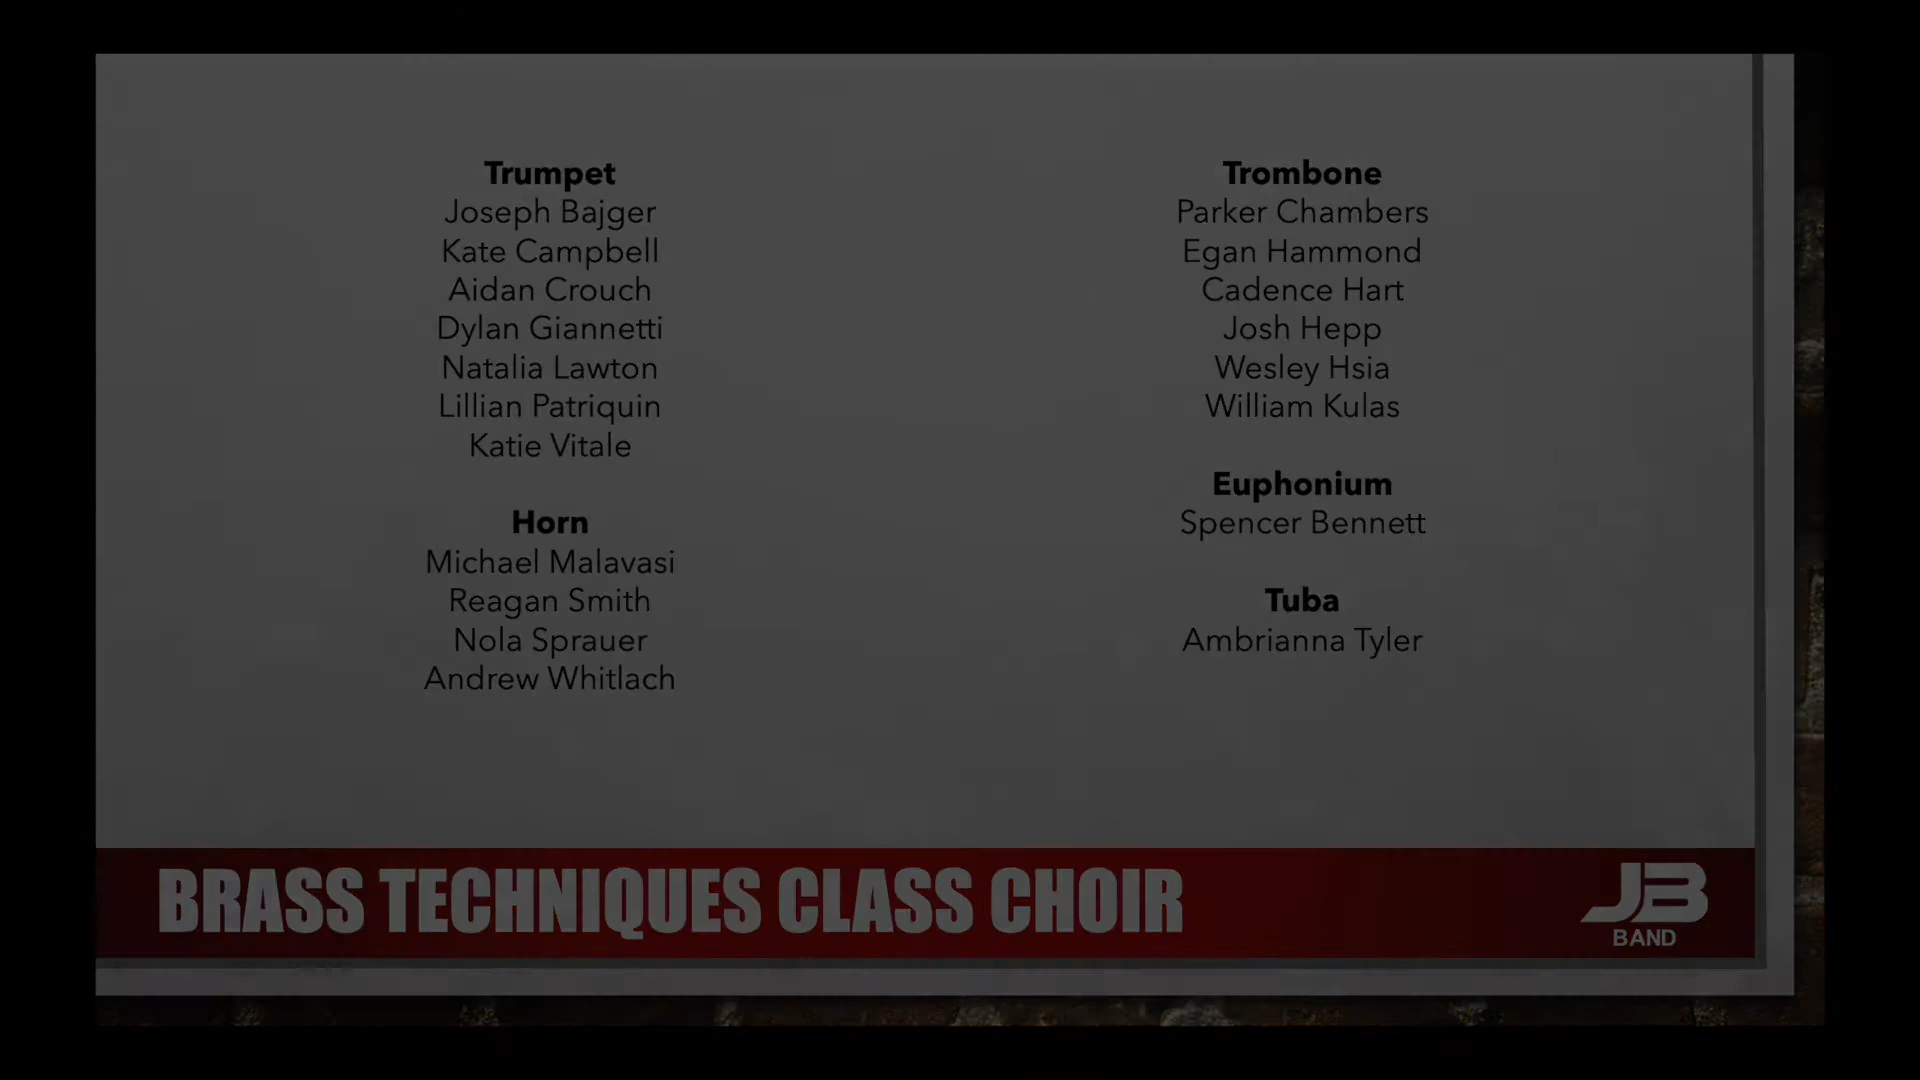 Trumpet
Joseph Bajger
Kate Campbell
Aidan Crouch
Dylan Giannetti
Natalia Lawton
Lillian Patriquin
Katie Vitale
Horn
Michael Malavasi
Reagan Smith
Nola Sprauer
Andrew Whitlach
Trombone
Parker Chambers
Egan Hammond
Cadence Hart
Josh Hepp
Wesley Hsia
William Kulas
Euphonium
Spencer Bennett
Tuba
Ambrianna Tyler
BRASS TECHNIQUES CLASS CHOIR
JB
BAND